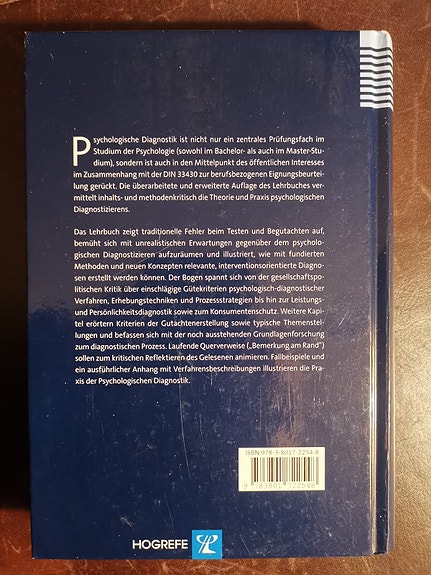 Psychologische Diagnostik ist nicht nur ein zentrales Prüfungsfach im
Studium der Psychologie (sowohl im Bachelor- als auch im Master-Stu-
dium), sondern ist auch in den Mittelpunkt des öffentlichen Interesses
im Zusammenhang mit der DIN 33430 zur berufsbezogenen Eignungsbeurtei-
lung gerückt. Die überarbeitete und erweiterte Auflage des Lehrbuches ver-
mittelt inhalts- und methodenkritisch die Theorie und Praxis psychologischen
Diagnostizierens.
Das Lehrbuch zeigt traditionelle Fehler beim Testen und Begutachten auf,
bemüht sich mit unrealistischen Erwartungen gegenüber dem psycholo-
gischen Diagnostizieren aufzuräumen und illustriert, wie mit fundierten
Methoden und neuen Konzepten relevante, interventionsorientierte Diagno-
sen erstellt werden können. Der Bogen spannt sich von der gesellschaftspo-
litischen Kritik über einschlägige Gütekriterien psychologisch-diagnostischer
Verfahren, Erhebungstechniken und Prozessstrategien bis hin zur Leistungs-
und Persönlichkeitsdiagnostik sowie zum Konsumentenschutz. Weitere Kapi-
tel erörtern Kriterien der Gutachtenerstellung sowie typische Themenstel-
lungen und befassen sich mit der noch ausstehenden Grundlagenforschung
zum diagnostischen Prozess. Laufende Querverweise („Bemerkung am Rand“)
sollen zum kritischen Reflektieren des Gelesenen animieren. Fallbeispiele und
ein ausführlicher Anhang mit Verfahrensbeschreibungen illustrieren die Pra-
xis der Psychologischen Diagnostik.
ISBN 978-3-8017-2254-8
9 783801 722548
HOGREFE